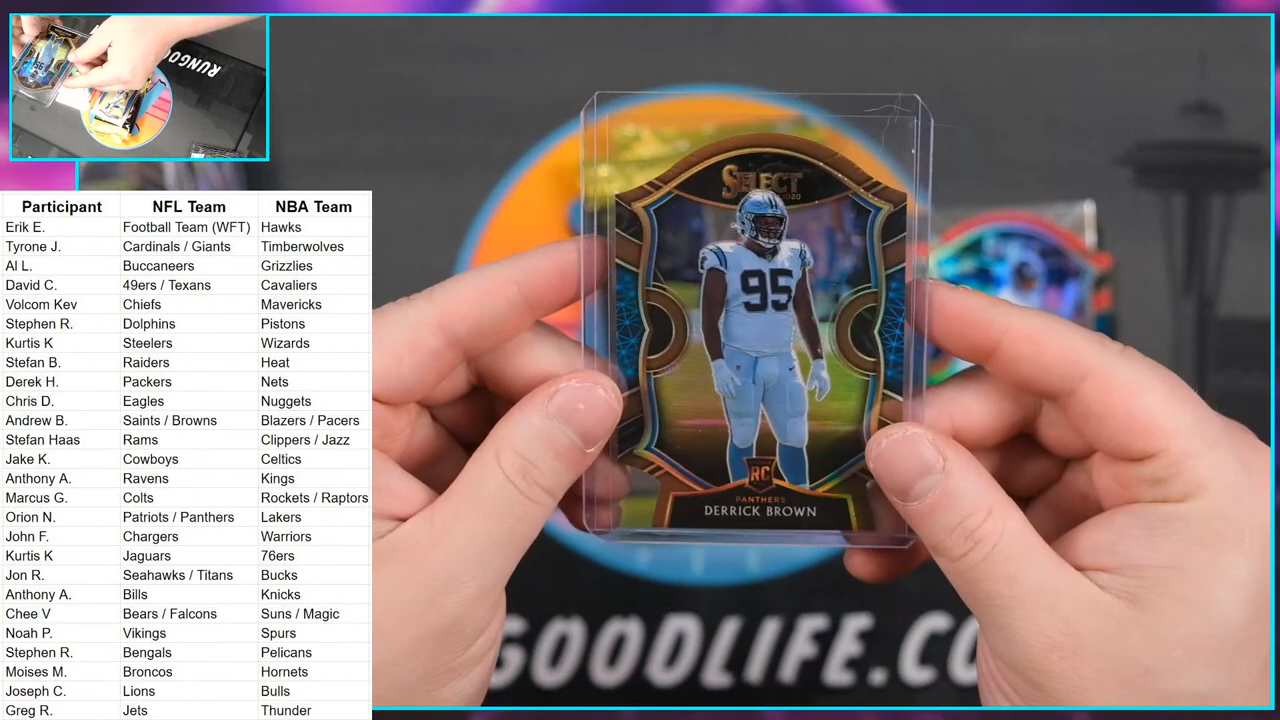 RUNGOOD
Participant NFL Team NBA Team
Erik E. Football Team (WFT) Hawks
Tyrone J. Cardinals / Giants Timberwolves
Al L. Buccaneers Grizzlies
David C. 49ers / Texans Cavaliers
Volcom Kev Chiefs Mavericks
Stephen R. Dolphins Pistons
Kurtis K Steelers Wizards
Stefan B. Raiders Heat
Derek H. Packers Nets
Chris D. Eagles Nuggets
Andrew B. Saints / Browns Blazers / Pacers
Stefan Haas Rams Clippers / Jazz
Jake K. Cowboys Celtics
Anthony A. Ravens Kings
Marcus G. Colts Rockets / Raptors
Orion N. Patriots / Panthers Lakers
John F. Chargers Warriors
Kurtis K Jaguars 76ers
Jon R. Seahawks / Titans Bucks
Anthony A. Bills Knicks
Chee V Bears / Falcons Suns / Magic
Noah P. Vikings Spurs
Stephen R. Bengals Pelicans
Moises M. Broncos Hornets
Joseph C. Lions Bulls
Greg R. Jets Thunder
SELECT
2020
95
RC
PANTHERS
DERRICK BROWN
GOODLIFE.CO